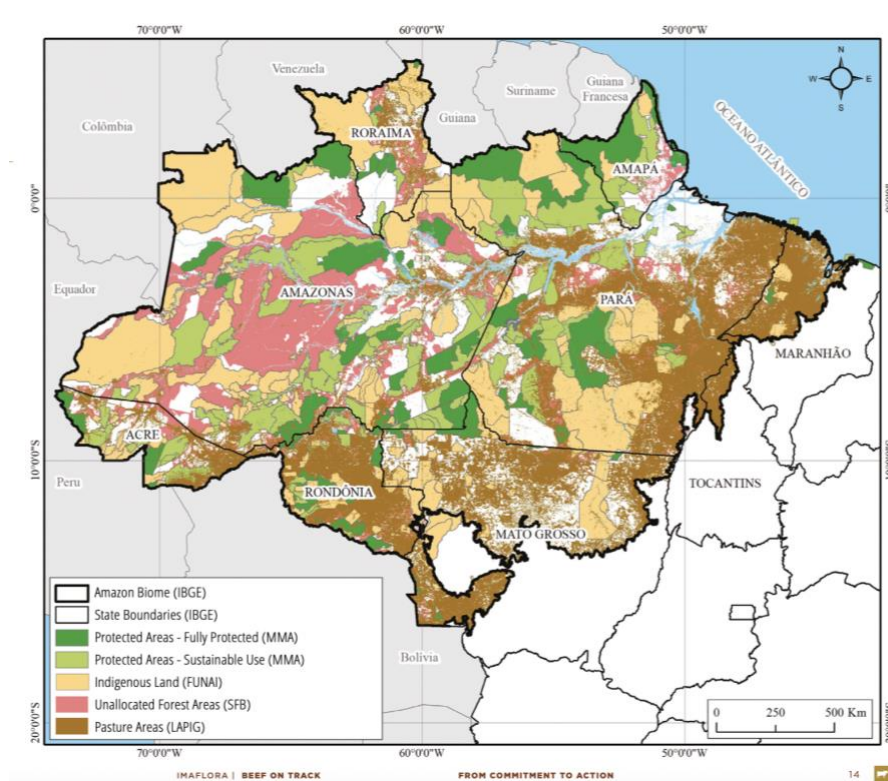 70°0'0"W 60°0'0"W 50°0'0"W
N
W E
S
Venezuela
Suriname
Guiana
Francesa
Guiana
Colômbia
RORAIMA
AMAPÁ
OCEANO ATLÂNTICO
0°0'0"
Equador
AMAZONAS
PARÁ
MARANHÃO
ACRE
Peru
10°0'0"S
RONDÔNIA
TOCANTINS
MATO GROSSO
Bolívia
Amazon Biome (IBGE)
State Boundaries (IBGE)
Protected Areas - Fully Protected (MMA)
Protected Areas - Sustainable Use (MMA)
Indigenous Land (FUNAI)
Unallocated Forest Areas (SFB)
Pasture Areas (LAPIG)
0 250 500 Km
20°0'0"S
70°0'0"W 60°0'0"W 50°0'0"W
IMAFLORA | BEEF ON TRACK FROM COMMITMENT TO ACTION 14